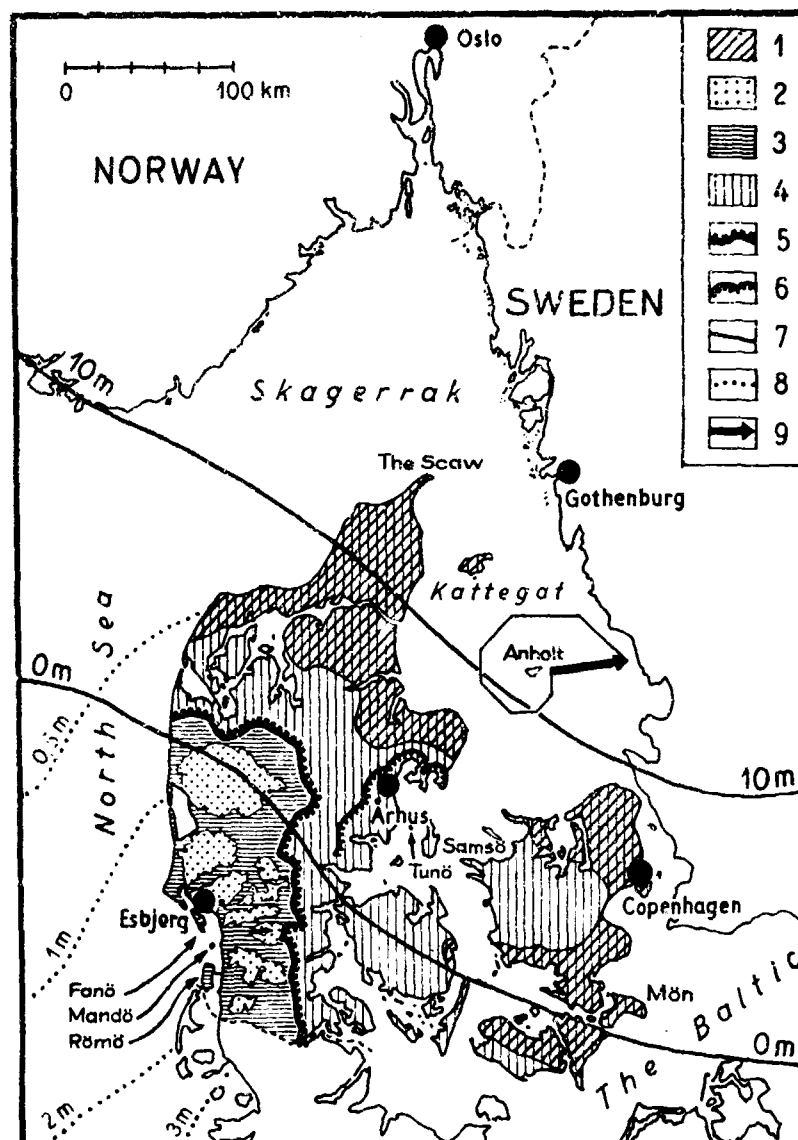 Oslo
0 100 km
NORWAY
SWEDEN
1
2
3
4
5
6
7
8
9
10m
Skagerrak
The Scaw
Gothenburg
Kattegat
Anholt
North Sea
0m
0,5m
10m
Århus
Samsö
Tunö
Copenhagen
Esbjerg
1m
Fanö
Mandö
Römö
Mön
The Baltic
0m
2m
3m